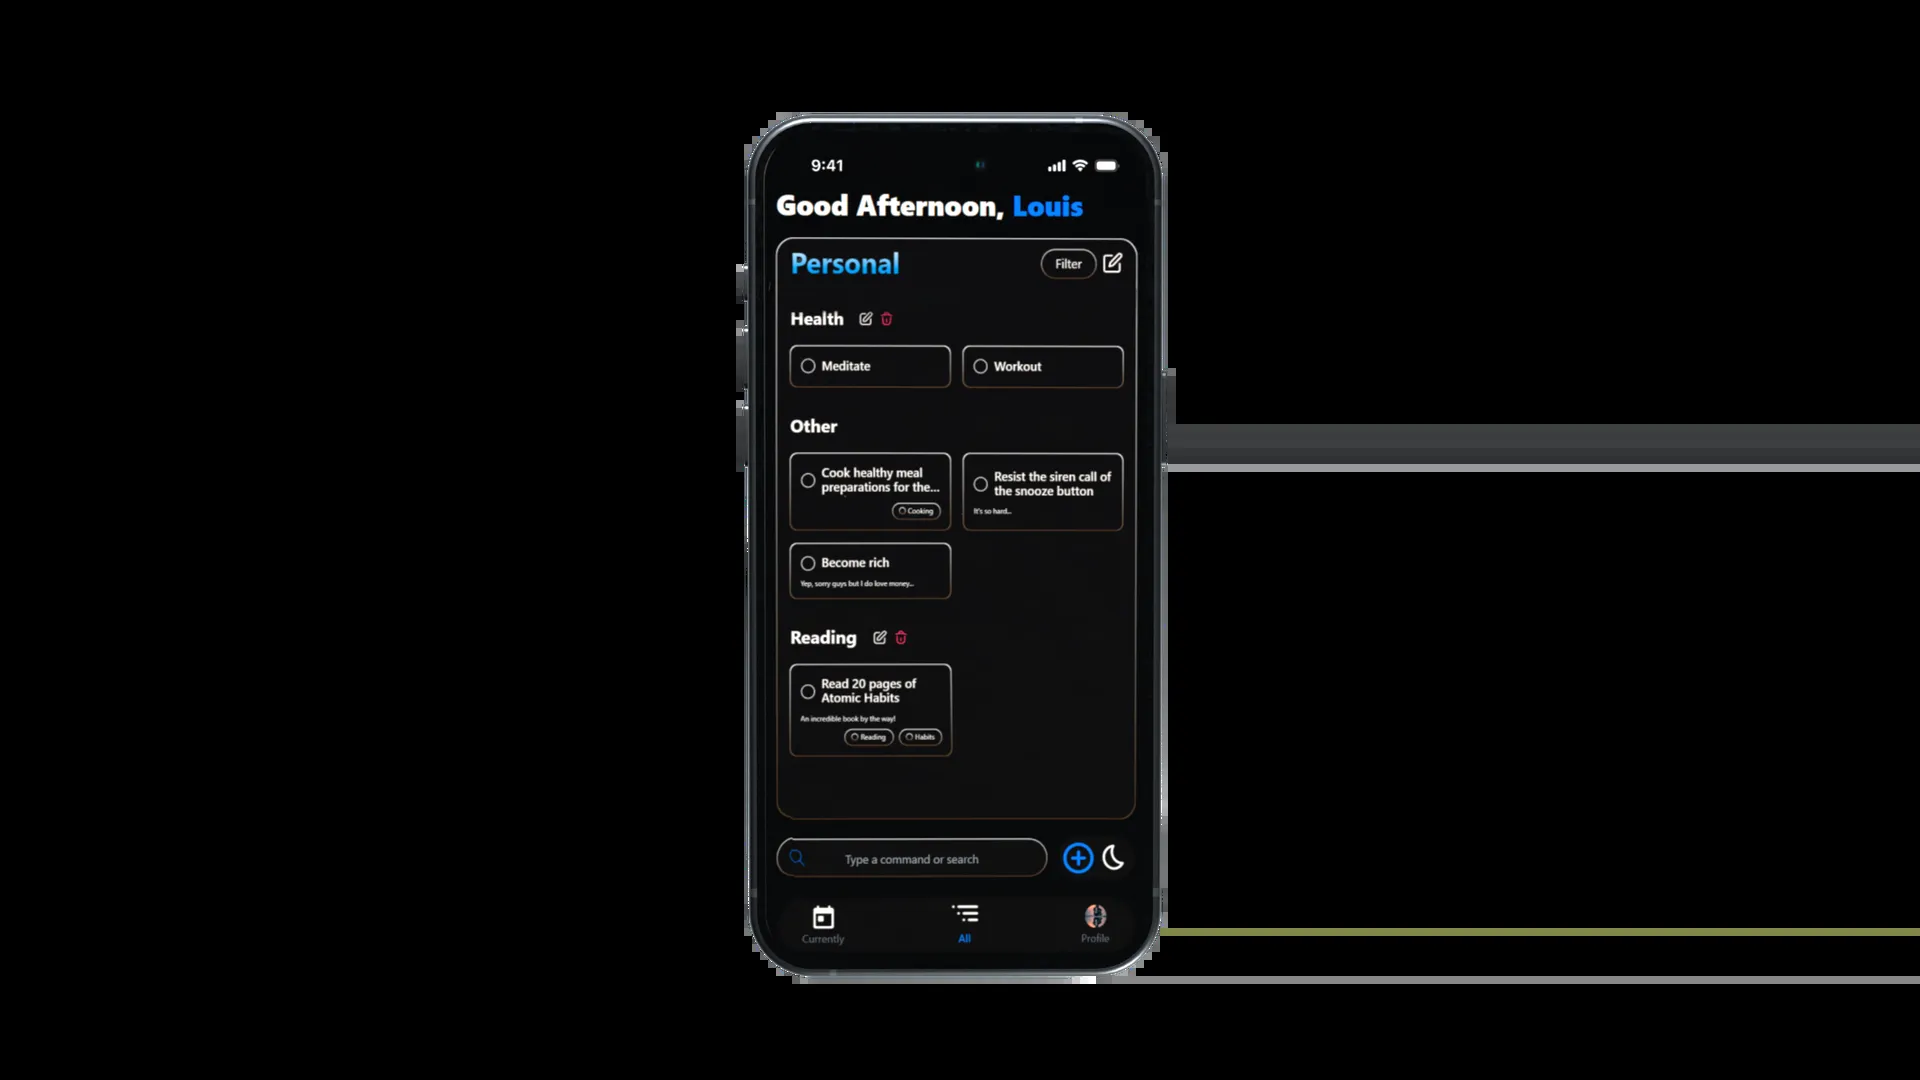 9:41
Good Afternoon, Louis
Personal
Filter
Health
Meditate
Workout
Other
Cook healthy meal
preparations for the...
Cooking
Resist the siren call of
the snooze button
It's so hard...
Become rich
Yep, sorry guys but I do love money...
Reading
Read 20 pages of
Atomic Habits
An incredible book by the way!
Reading
Habits
Type a command or search
Currently
All
Profile